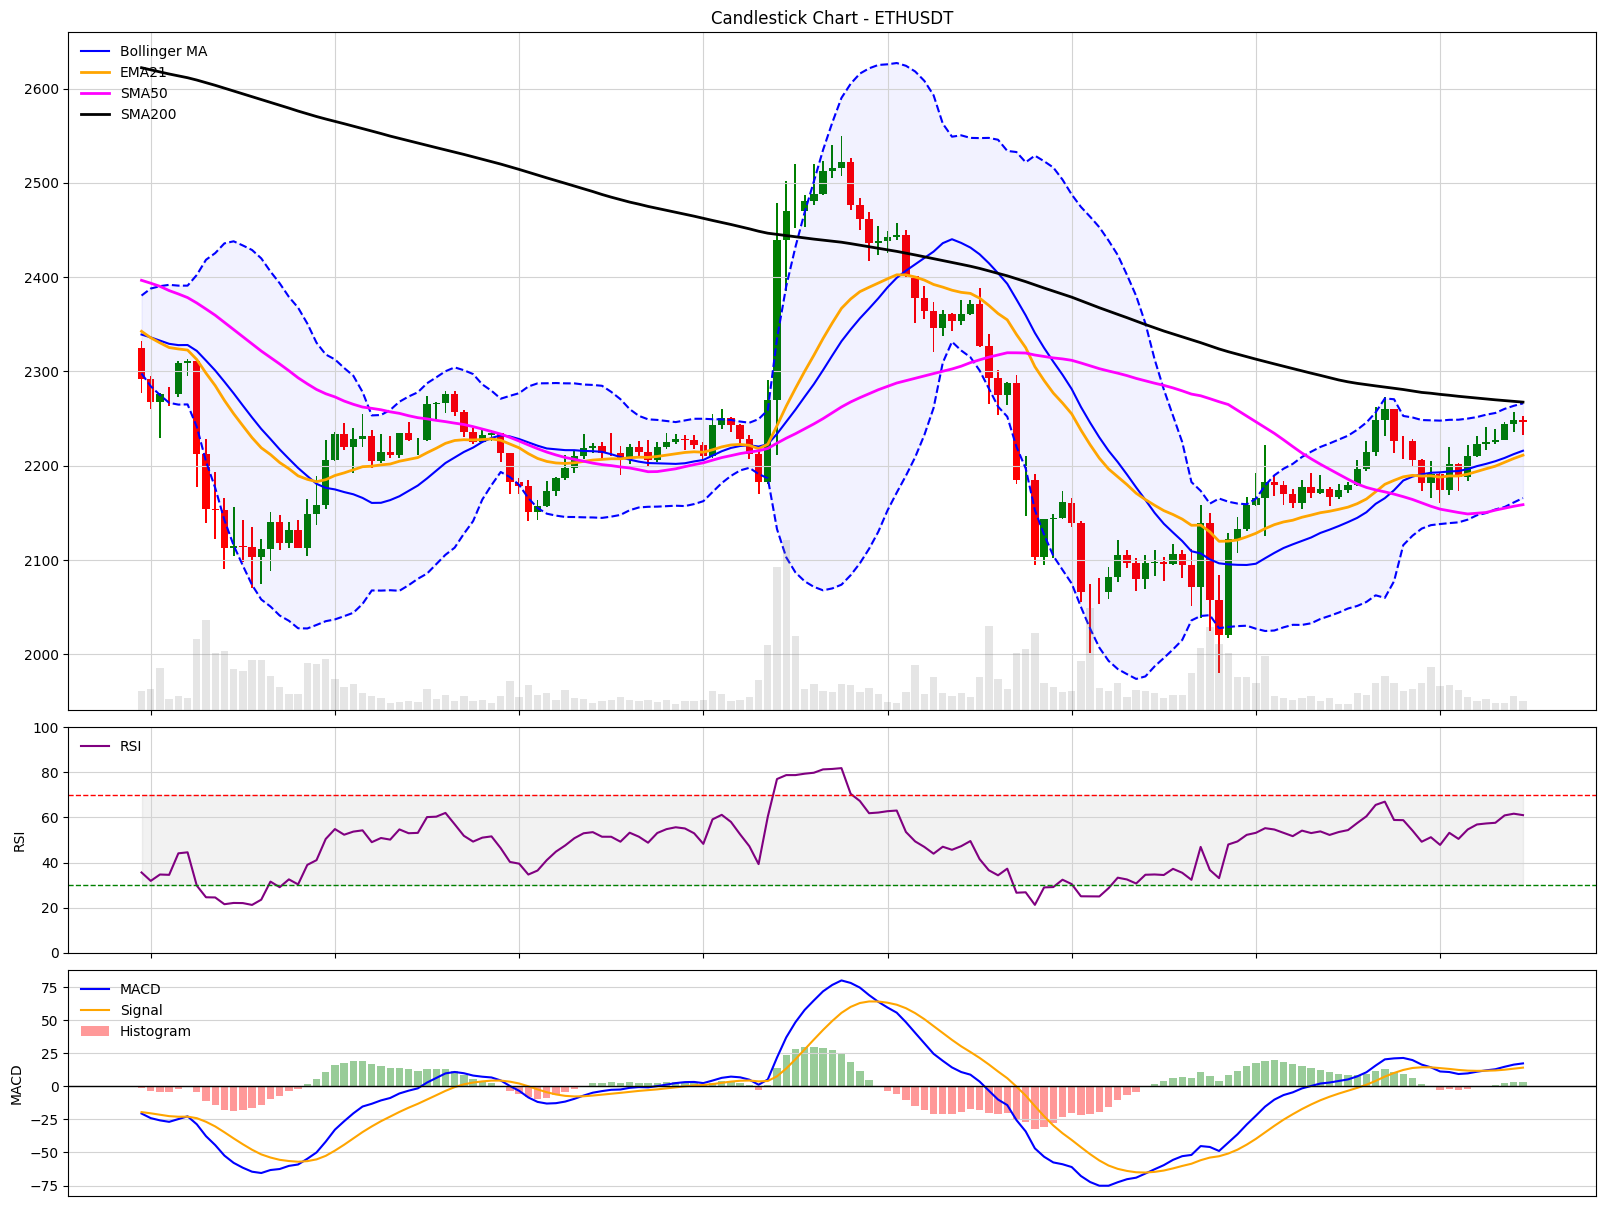 Candlestick Chart - ETHUSDT
Bollinger MA
EMA21
SMA50
SMA200
2600
2500
2400
2300
2200
2100
2000
RSI
100
80
60
40
20
0
RSI
MACD
Signal
Histogram
75
50
25
0
−25
−50
−75
MACD